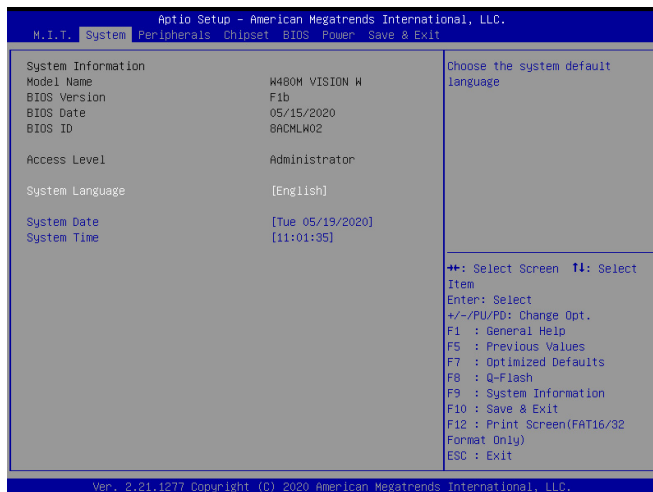 Aptio Setup – American Megatrends International, LLC.
M.I.T. System Peripherals Chipset BIOS Power Save & Exit
System Information
Model Name W480M VISION W
BIOS Version F1b
BIOS Date 05/15/2020
BIOS ID 8ACMLW02
Access Level Administrator
System Language [English]
System Date [Tue 05/19/2020]
System Time [11:01:35]
Choose the system default
language
→←: Select Screen ↑↓: Select
Item
Enter: Select
+/-/PU/PD: Change Opt.
F1 : General Help
F5 : Previous Values
F7 : Optimized Defaults
F8 : Q-Flash
F9 : System Information
F10 : Save & Exit
F12 : Print Screen(FAT16/32
Format Only)
ESC : Exit
Ver. 2.21.1277 Copyright (C) 2020 American Megatrends International, LLC.